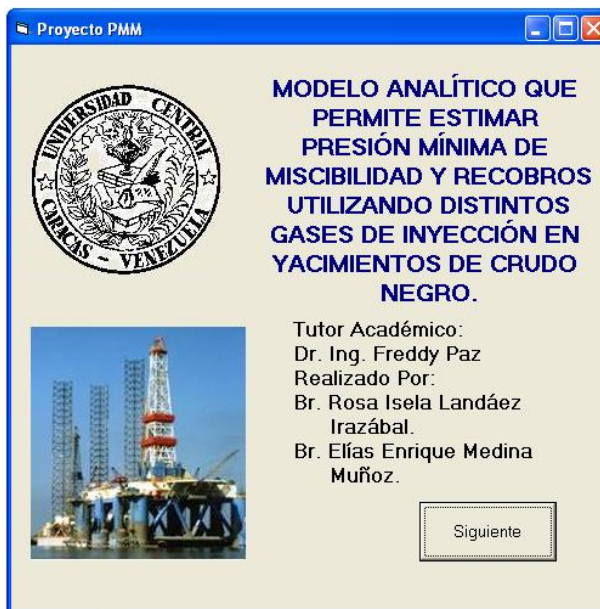 Proyecto PMM
UNIVERSIDAD CENTRAL
CARACAS - VENEZUELA
MODELO ANALÍTICO QUE
PERMITE ESTIMAR
PRESIÓN MÍNIMA DE
MISCIBILIDAD Y RECOBROS
UTILIZANDO DISTINTOS
GASES DE INYECCIÓN EN
YACIMIENTOS DE CRUDO
NEGRO.
Tutor Académico:
Dr. Ing. Freddy Paz
Realizado Por:
Br. Rosa Isela Landáez
Irazábal.
Br. Elías Enrique Medina
Muñoz.
Siguiente